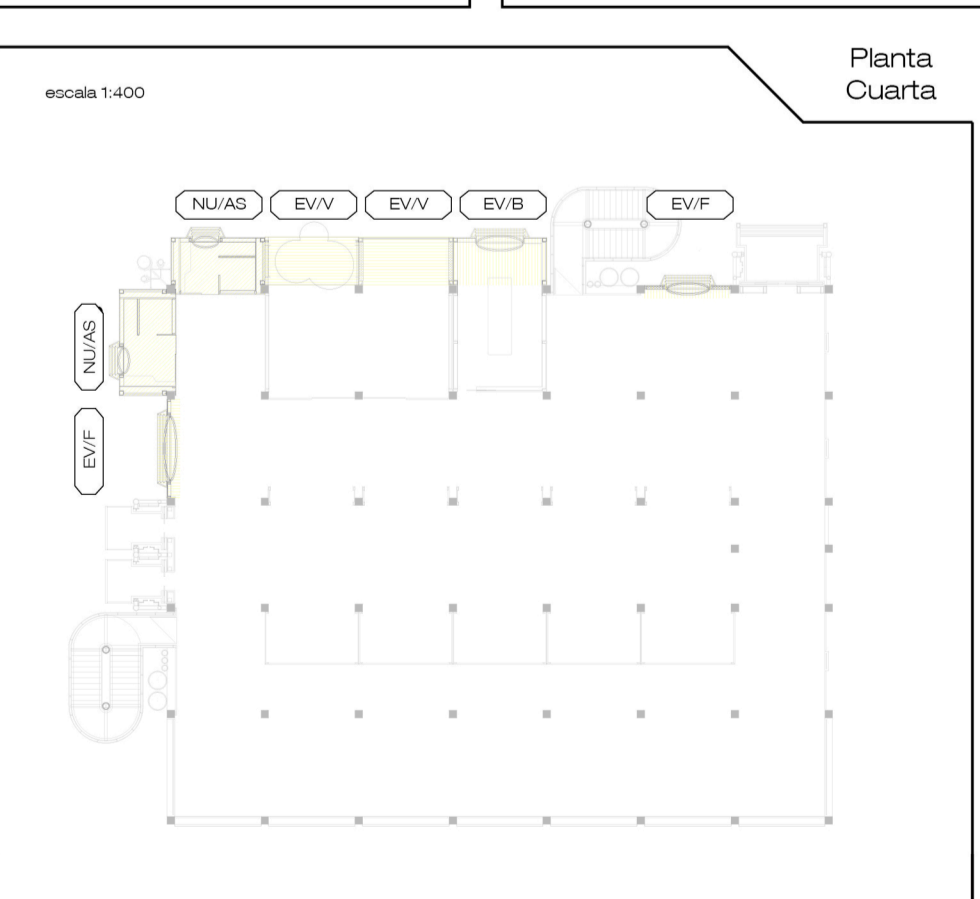 Planta
Cuarta
escala 1:400
NU/AS
EV/V
EV/V
EV/B
EV/F
NU/AS
EV/F